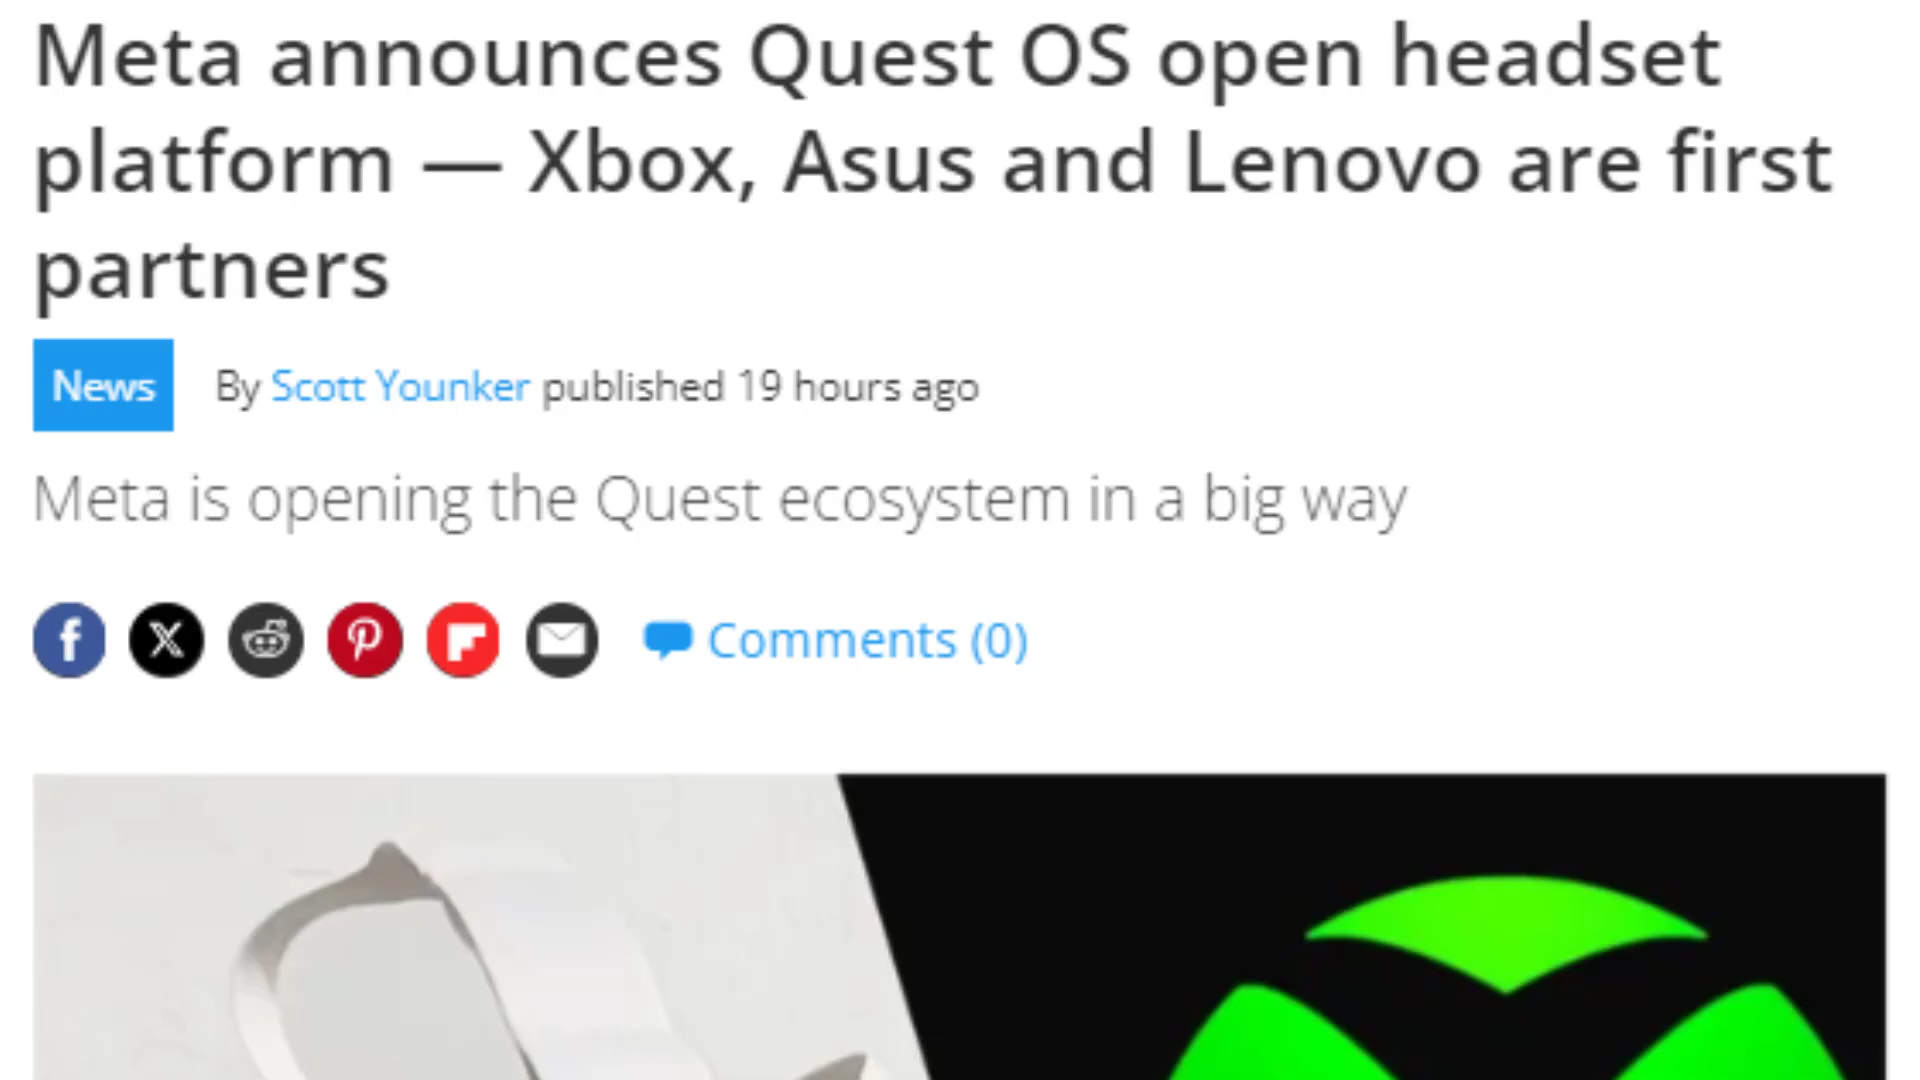 Meta announces Quest OS open headset
platform — Xbox, Asus and Lenovo are first
partners
News By Scott Younker published 19 hours ago
Meta is opening the Quest ecosystem in a big way
Comments (0)